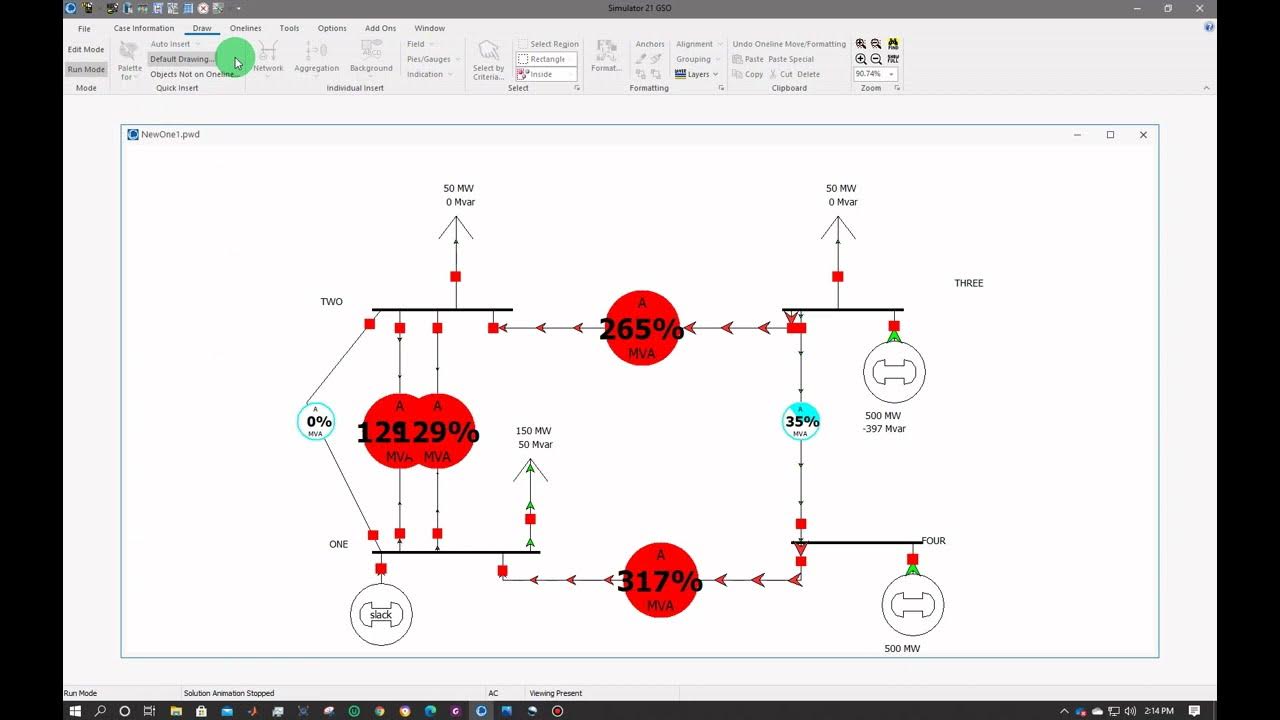 Simulator 21 GSO
File Case Information Draw Onelines Tools Options Add Ons Window
Edit Mode
Run Mode
Mode
Palette for
Auto Insert
Default Drawing...
Objects Not on Oneline...
Quick Insert
Network
Aggregation
Background
Field
Pies/Gauges
Indication
Individual Insert
Select by Criteria...
Select Region
Rectangle
Inside
Select
Format...
Anchors
Alignment
Grouping
Layers
Formatting
Undo Oneline Move/Formatting
Paste Paste Special
Copy Cut Delete
Clipboard
90.74%
Zoom
NewOne1.pwd
50 MW
0 Mvar
50 MW
0 Mvar
THREE
TWO
A
265%
MVA
A
0%
MVA
A
129%
MVA
A
129%
MVA
A
35%
MVA
500 MW
-397 Mvar
150 MW
50 Mvar
ONE
FOUR
A
317%
MVA
slack
500 MW
Run Mode Solution Animation Stopped AC Viewing Present
2:14 PM